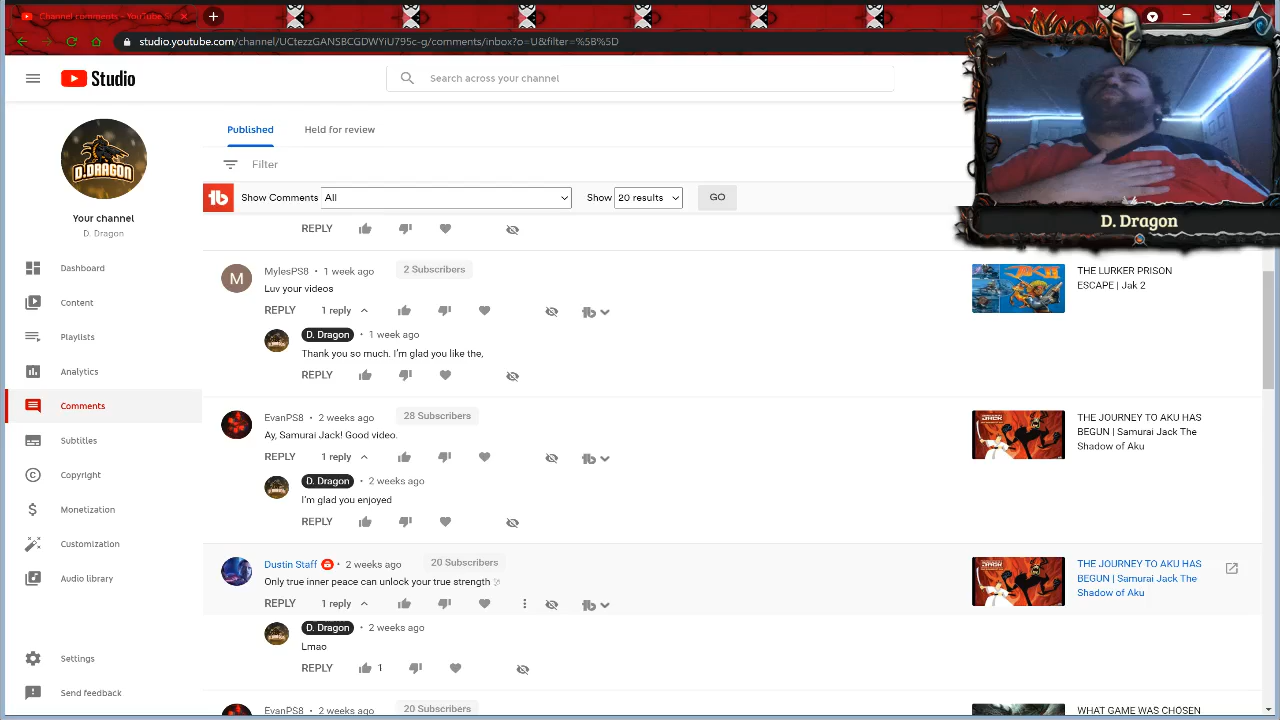 Channel comments - YouTube
studio.youtube.com/channel/UCtezzGANSBCGDWYiU795c-g/comments/inbox?o=U&filter=%5B%5D
Studio
Search across your channel
D.DRAGON
Your channel
D. Dragon
Dashboard
Content
Playlists
Analytics
Comments
Subtitles
Copyright
Monetization
Customization
Audio library
Settings
Send feedback
Published
Held for review
Filter
Show Comments All
Show 20 results
GO
REPLY
MylesPS8 • 1 week ago 2 Subscribers
Luv your videos
REPLY 1 reply
D. Dragon • 1 week ago
Thank you so much. I'm glad you like the,
REPLY
THE LURKER PRISON
ESCAPE | Jak 2
EvanPS8 • 2 weeks ago 28 Subscribers
Ay, Samurai Jack! Good video.
REPLY 1 reply
D. Dragon • 2 weeks ago
I'm glad you enjoyed
REPLY
THE JOURNEY TO AKU HAS
BEGUN | Samurai Jack The
Shadow of Aku
Dustin Staff • 2 weeks ago 20 Subscribers
Only true inner peace can unlock your true strength
REPLY 1 reply
D. Dragon • 2 weeks ago
Lmao
REPLY 1
THE JOURNEY TO AKU HAS
BEGUN | Samurai Jack The
Shadow of Aku
EvanPS8 • 2 weeks ago 20 Subscribers
WHAT GAME WAS CHOSEN
D. Dragon